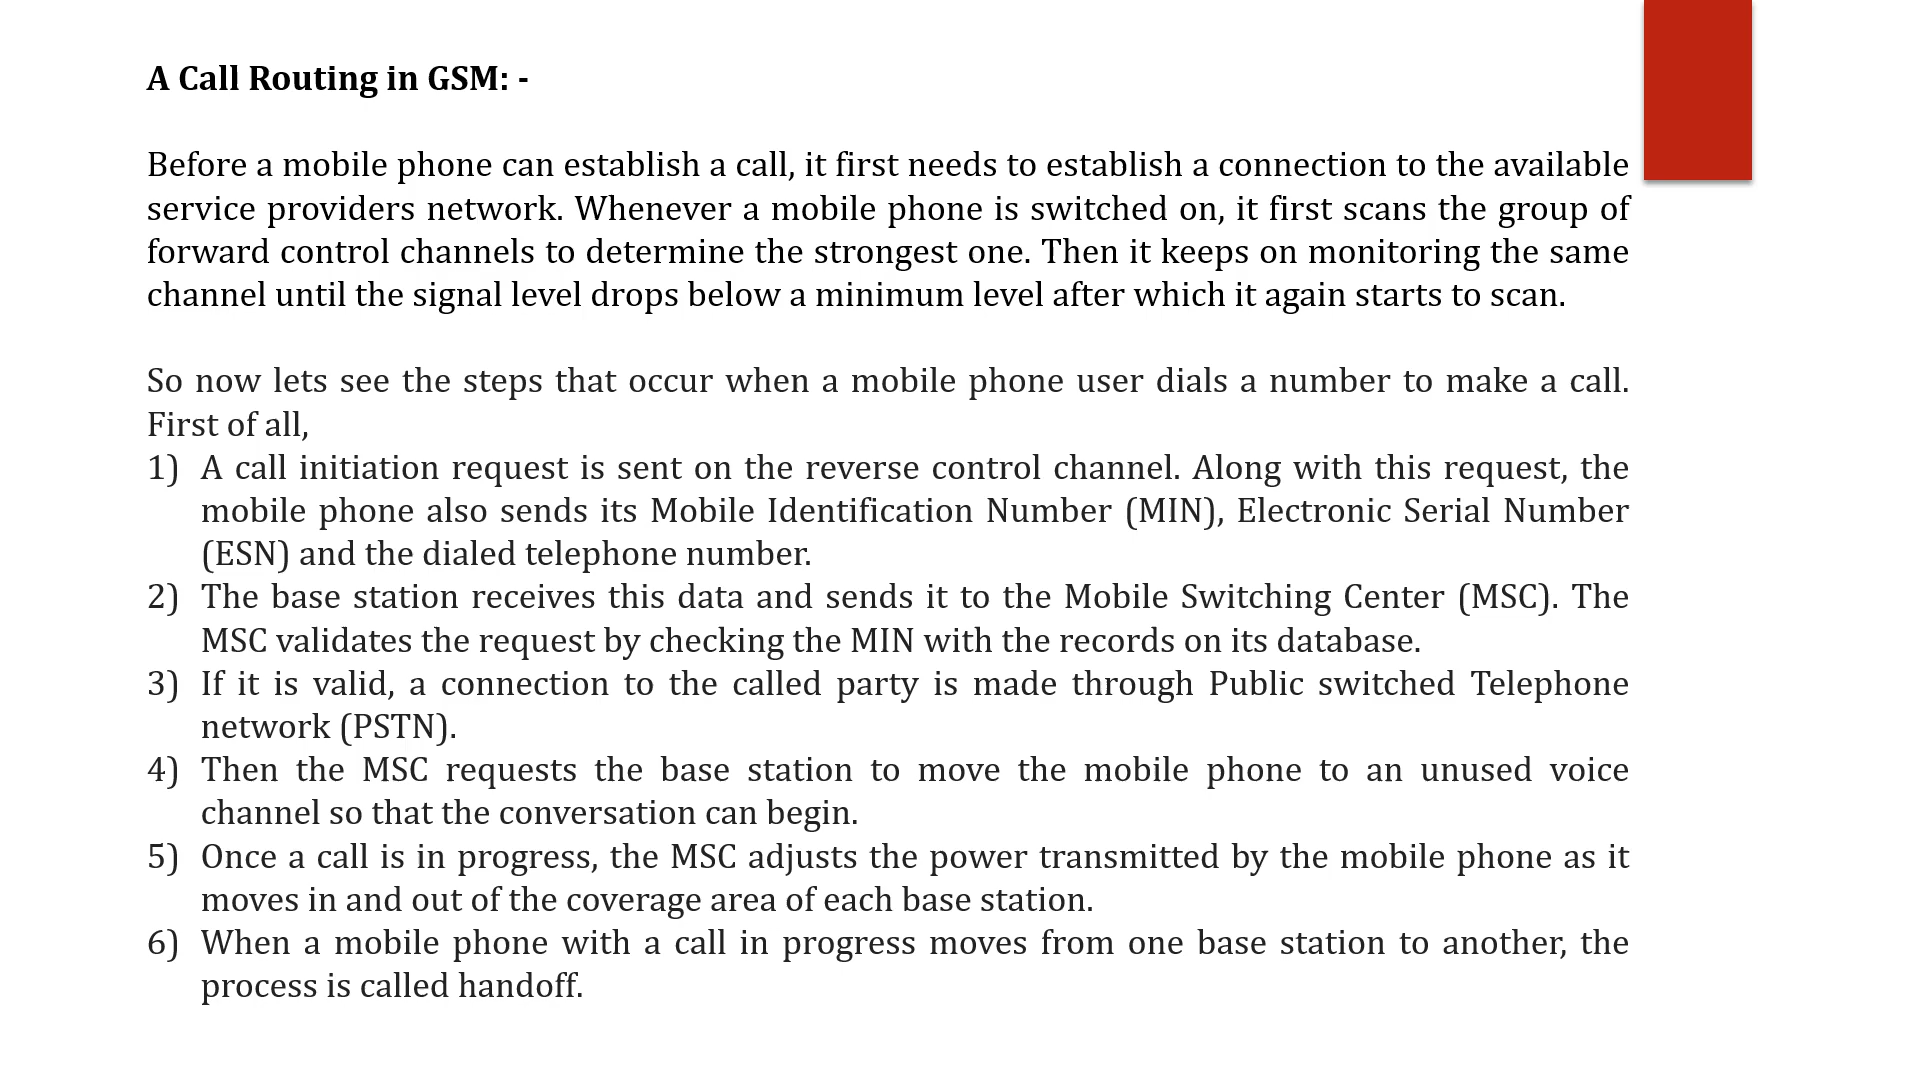 A Call Routing in GSM: -
Before a mobile phone can establish a call, it first needs to establish a connection to the available
service providers network. Whenever a mobile phone is switched on, it first scans the group of
forward control channels to determine the strongest one. Then it keeps on monitoring the same
channel until the signal level drops below a minimum level after which it again starts to scan.
So now lets see the steps that occur when a mobile phone user dials a number to make a call.
First of all,
1) A call initiation request is sent on the reverse control channel. Along with this request, the
mobile phone also sends its Mobile Identification Number (MIN), Electronic Serial Number
(ESN) and the dialed telephone number.
2) The base station receives this data and sends it to the Mobile Switching Center (MSC). The
MSC validates the request by checking the MIN with the records on its database.
3) If it is valid, a connection to the called party is made through Public switched Telephone
network (PSTN).
4) Then the MSC requests the base station to move the mobile phone to an unused voice
channel so that the conversation can begin.
5) Once a call is in progress, the MSC adjusts the power transmitted by the mobile phone as it
moves in and out of the coverage area of each base station.
6) When a mobile phone with a call in progress moves from one base station to another, the
process is called handoff.